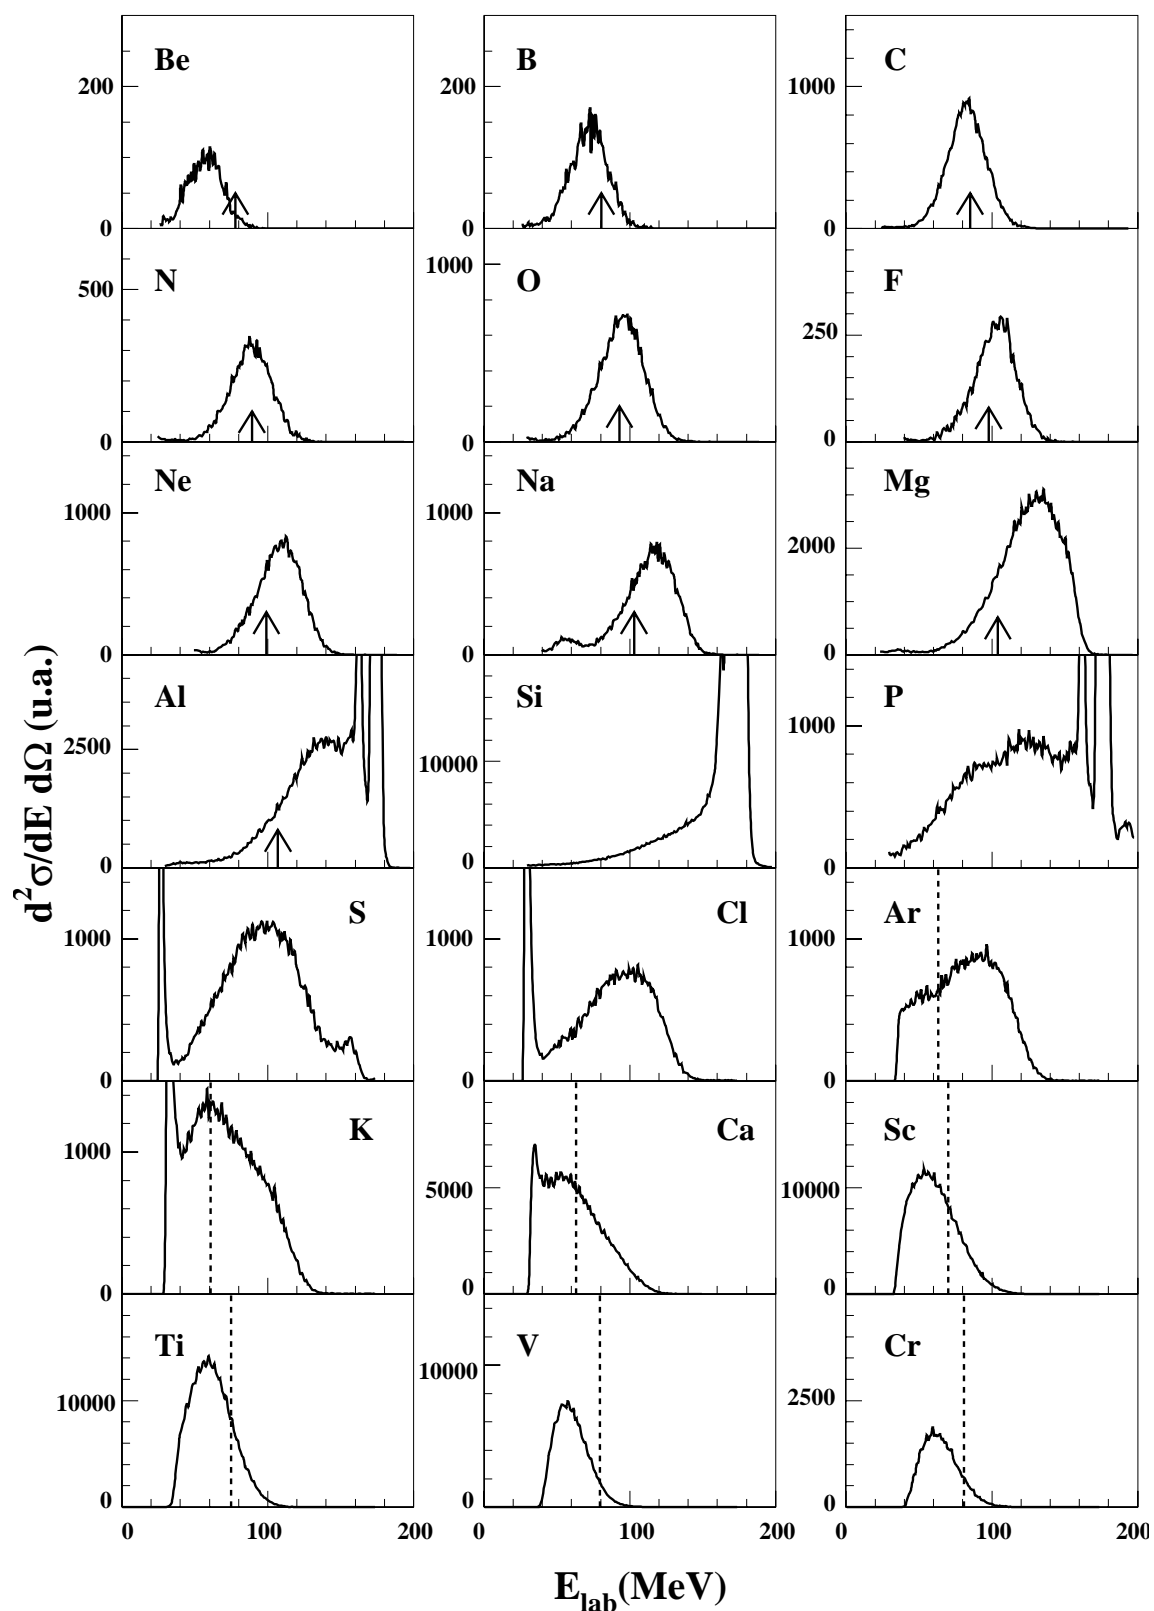 Be B C
200 200 1000
0 0 0
N O F
500 1000 250
0 0 0
Ne Na Mg
1000 1000 2000
0 0 0
Al Si P
2500 10000 1000
0 0 0
S Cl Ar
1000 1000 1000
0 0 0
K Ca Sc
1000 5000 10000
0 0 0
Ti V Cr
10000 10000 2500
0 0 0
0 100 200 0 100 200 0 100 200
d²σ/dE dΩ (u.a.)
E_lab(MeV)